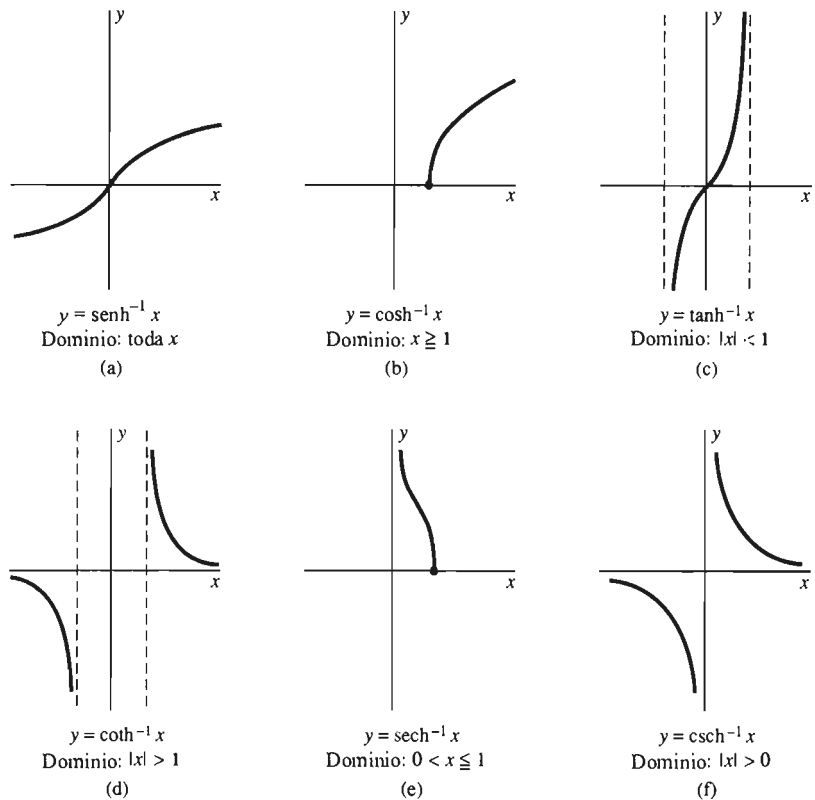 y
x
y = senh⁻¹ x
Dominio: toda x
(a)
y
x
y = cosh⁻¹ x
Dominio: x ≧ 1
(b)
y
x
y = tanh⁻¹ x
Dominio: |x| < 1
(c)
y
x
y = coth⁻¹ x
Dominio: |x| > 1
(d)
y
x
y = sech⁻¹ x
Dominio: 0 < x ≦ 1
(e)
y
x
y = csch⁻¹ x
Dominio: |x| > 0
(f)